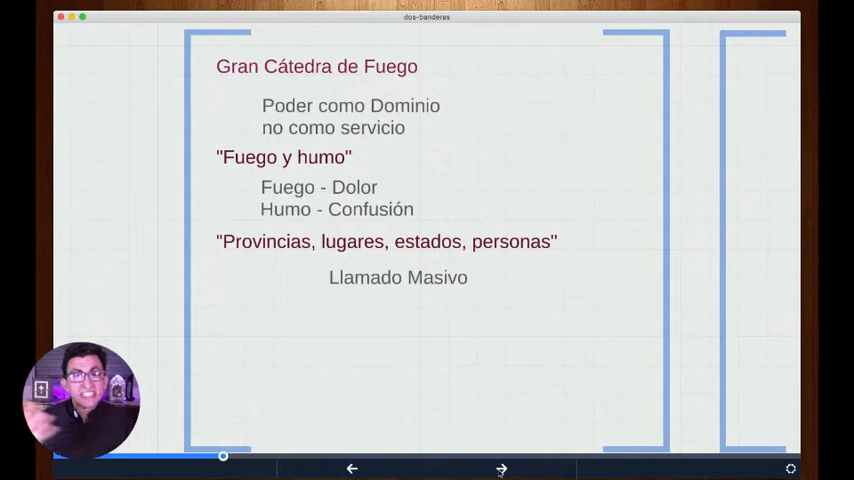 dos-banderas
Gran Cátedra de Fuego
Poder como Dominio
no como servicio
"Fuego y humo"
Fuego - Dolor
Humo - Confusión
"Provincias, lugares, estados, personas"
Llamado Masivo